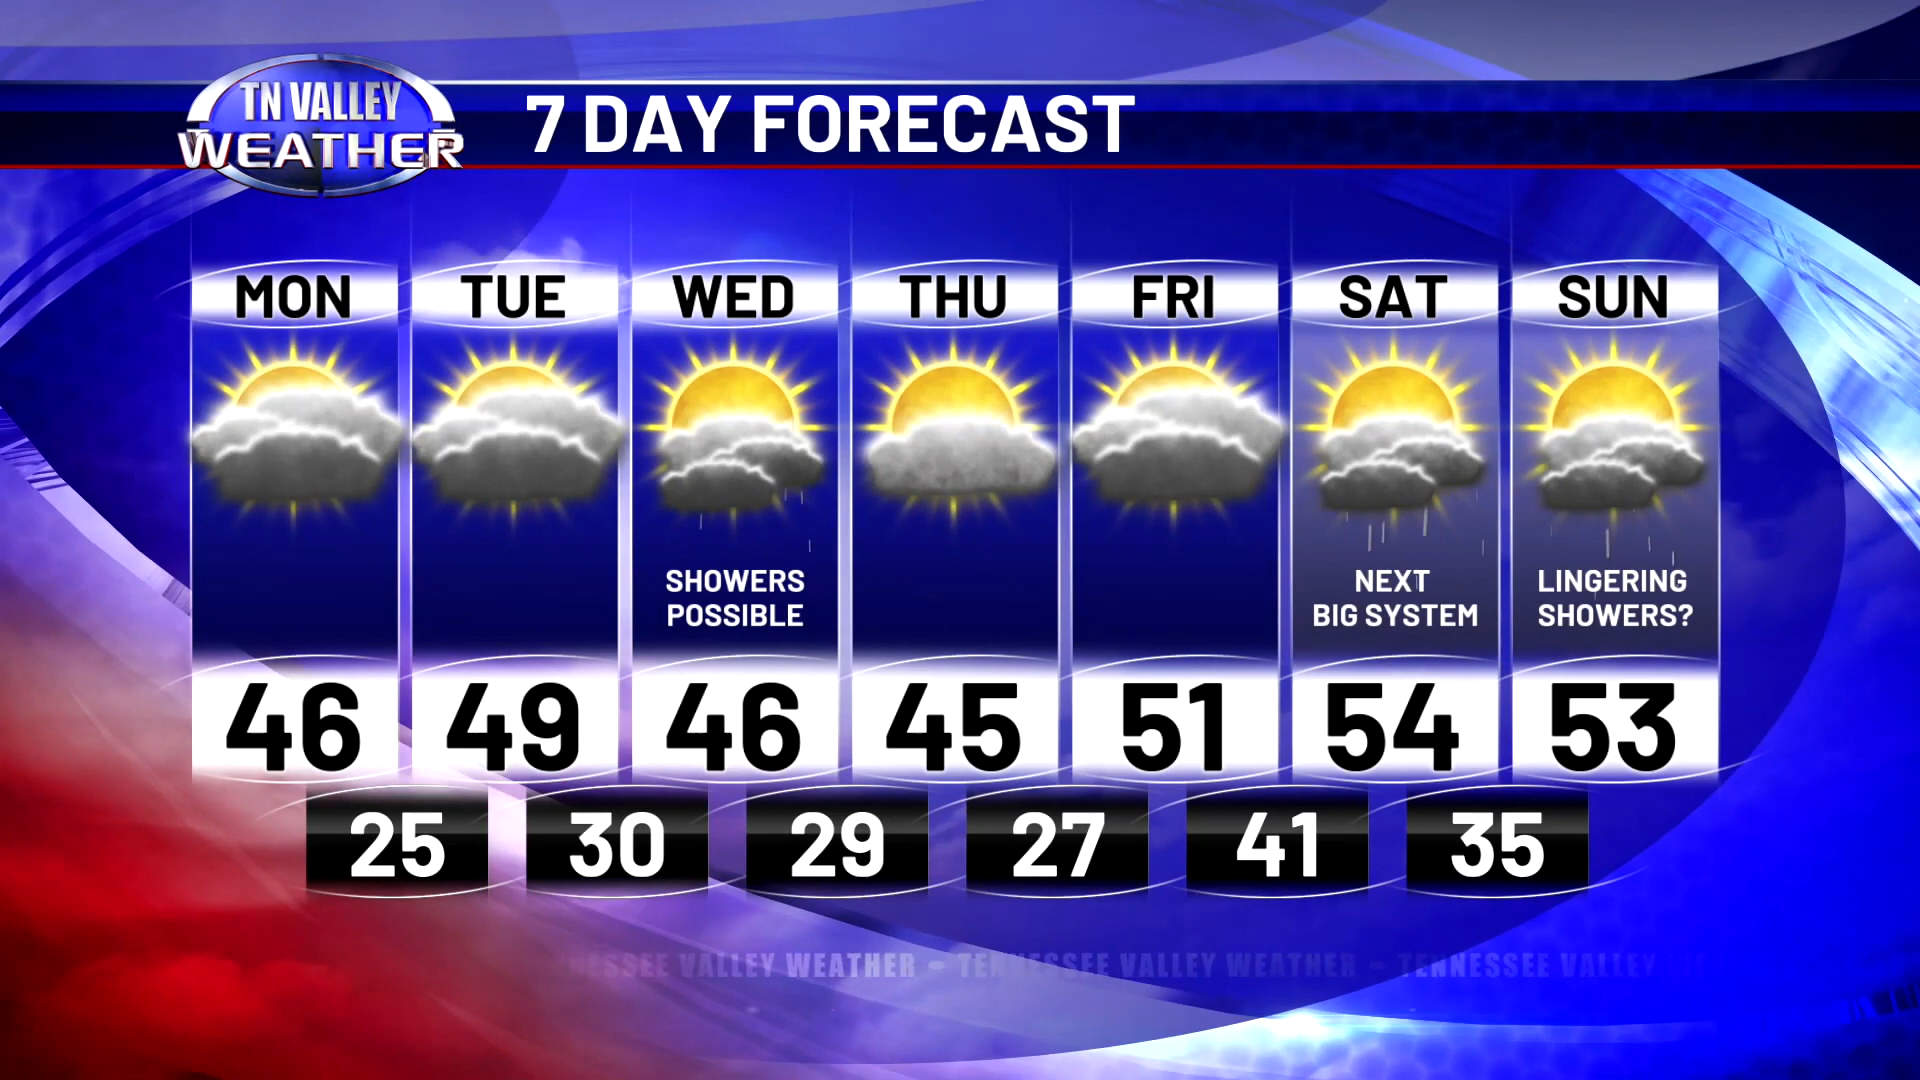 TN VALLEY
WEATHER
7 DAY FORECAST
MON TUE WED THU FRI SAT SUN
SHOWERS
POSSIBLE
NEXT
BIG SYSTEM
LINGERING
SHOWERS?
46 49 46 45 51 54 53
25 30 29 27 41 35
VALLEY WEATHER - TENNESSEE VALLEY WEATHER - TENNESSEE VALLEY